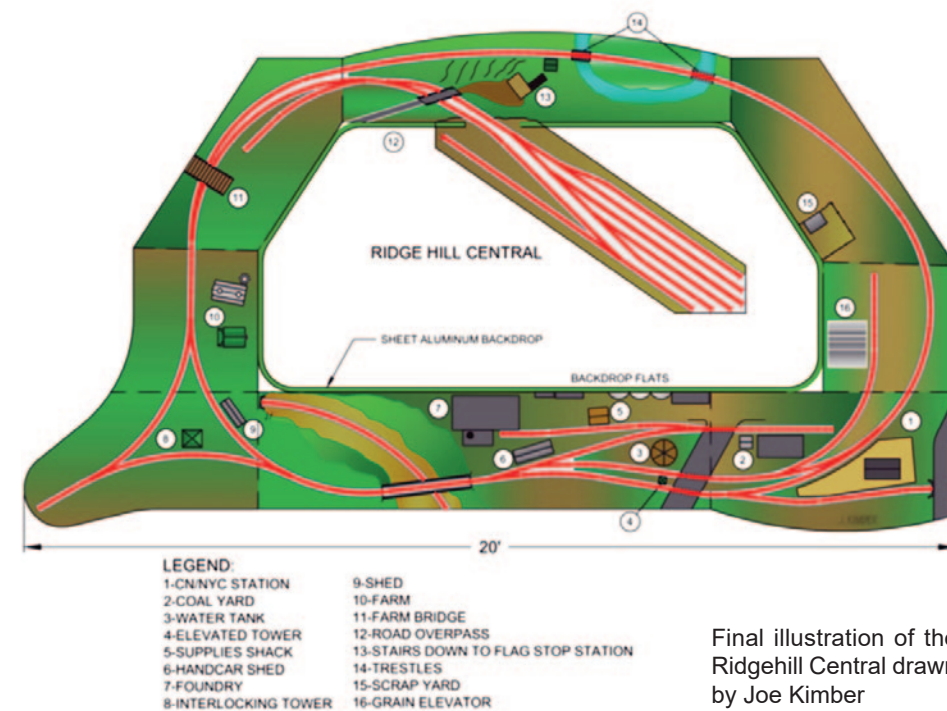 14
13
12
11
15
RIDGE HILL CENTRAL
10
16
SHEET ALUMINUM BACKDROP
BACKDROP FLATS
7
5
1
9
8
6
3
2
4
20'
LEGEND:
1-CN/NYC STATION
2-COAL YARD
3-WATER TANK
4-ELEVATED TOWER
5-SUPPLIES SHACK
6-HANDCAR SHED
7-FOUNDRY
8-INTERLOCKING TOWER
9-SHED
10-FARM
11-FARM BRIDGE
12-ROAD OVERPASS
13-STAIRS DOWN TO FLAG STOP STATION
14-TRESTLES
15-SCRAP YARD
16-GRAIN ELEVATOR
J. KIMBER
Final illustration of the
Ridgehill Central drawn
by Joe Kimber